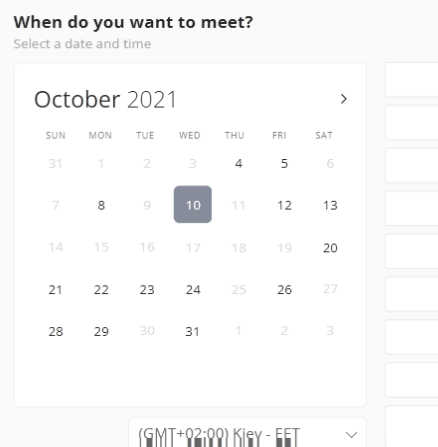 When do you want to meet?
Select a date and time
October 2021
SUN MON TUE WED THU FRI SAT
31 1 2 3 4 5 6
7 8 9 10 11 12 13
14 15 16 17 18 19 20
21 22 23 24 25 26 27
28 29 30 31 1 2 3
(GMT+02:00) Kiev - EET